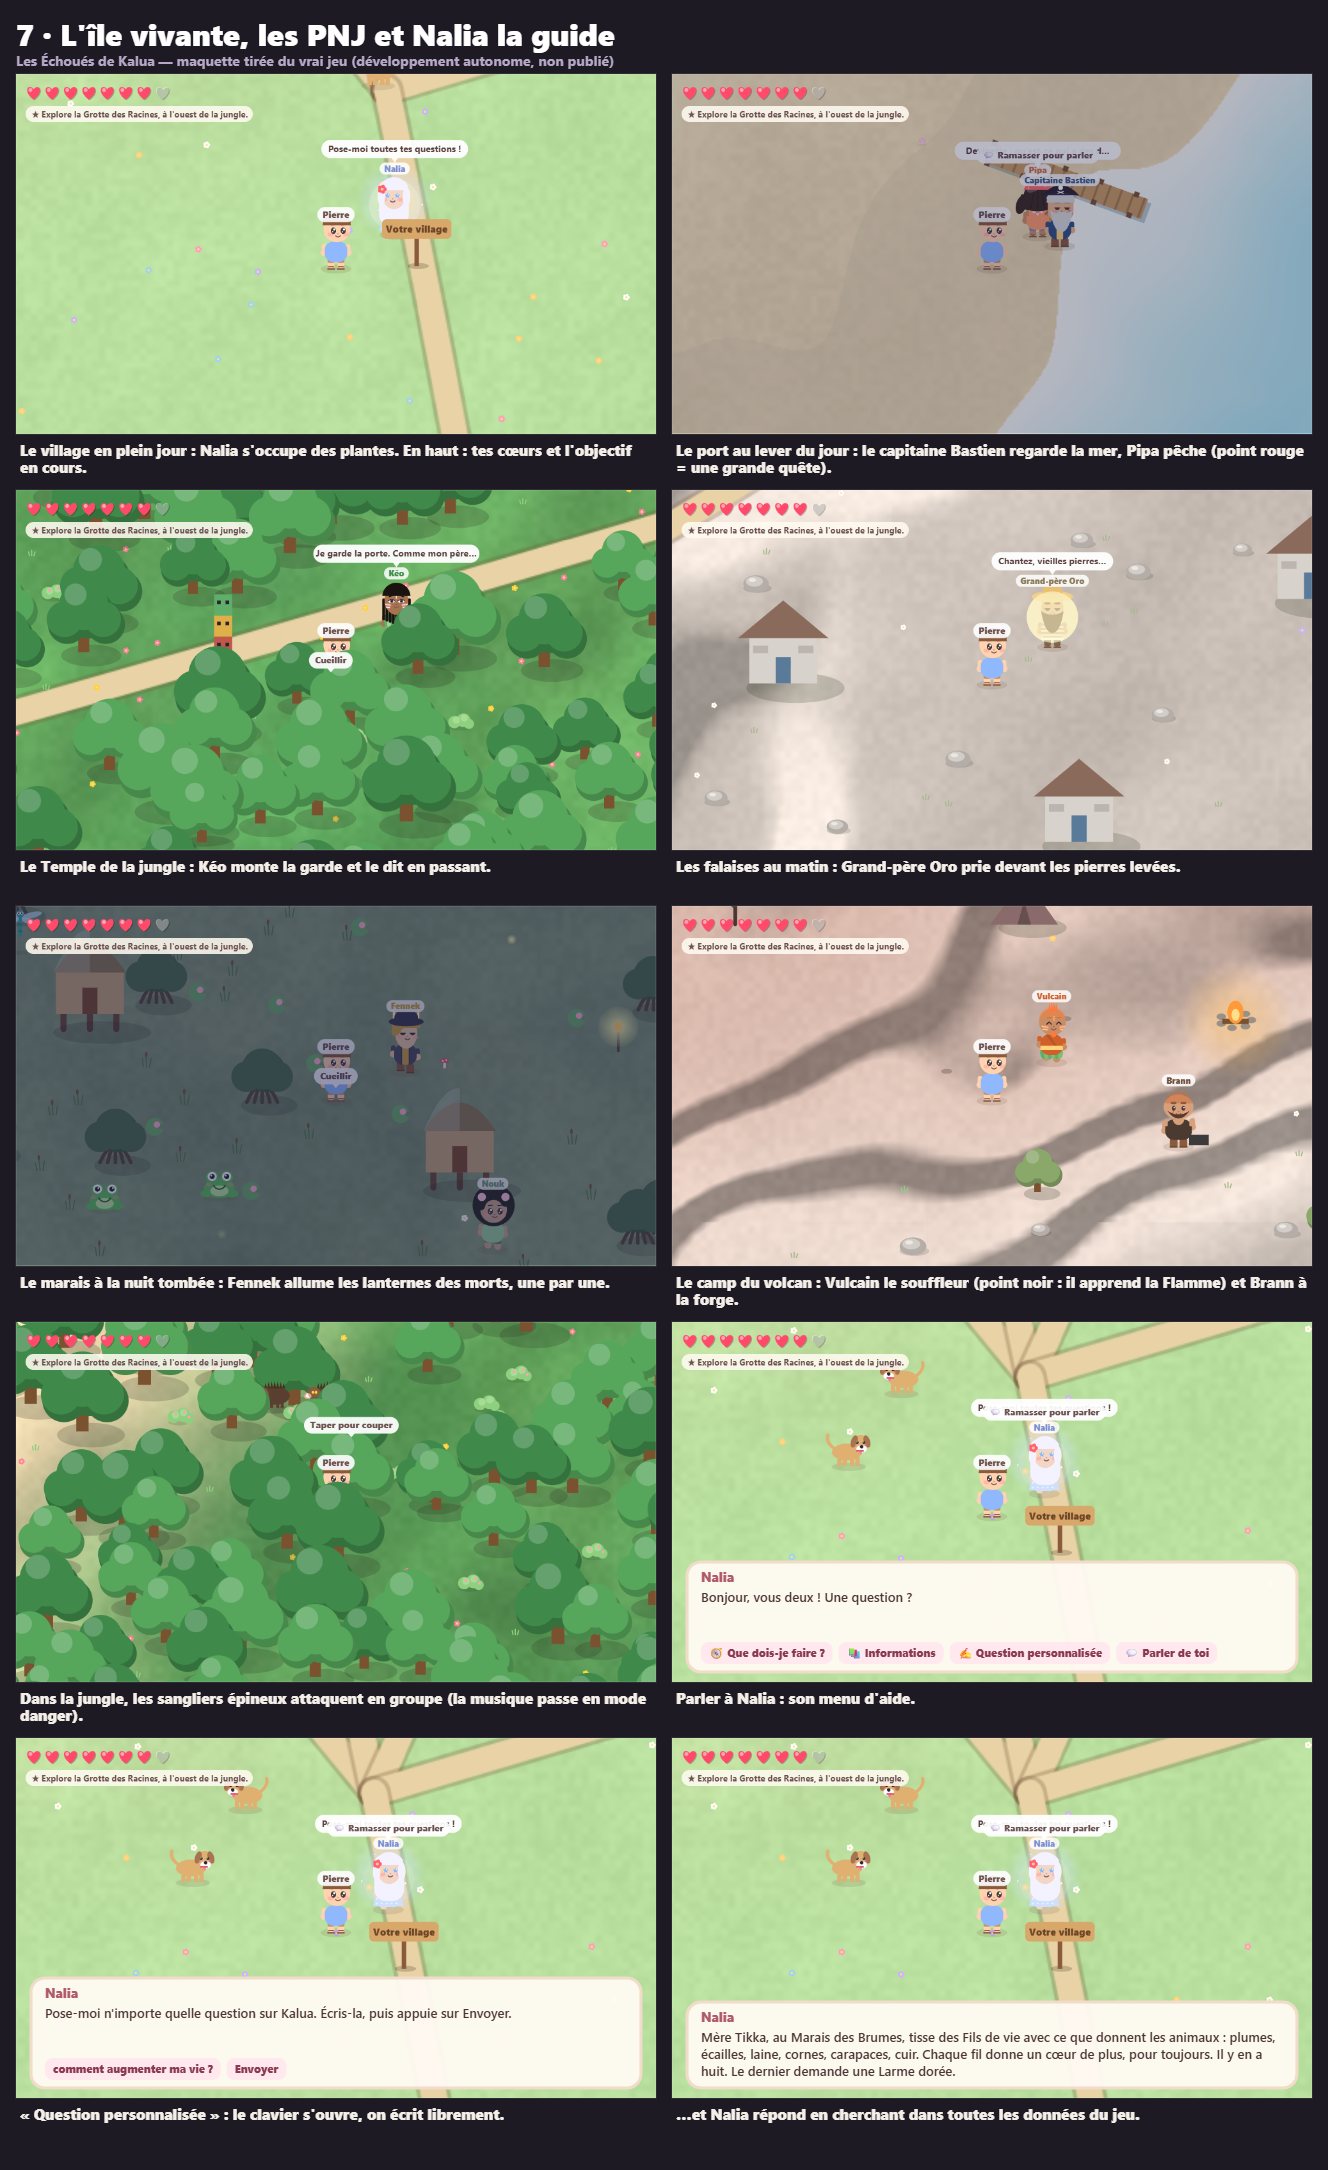 7 · L'île vivante, les PNJ et Nalia la guide
Les Échoués de Kalua — maquette tirée du vrai jeu (développement autonome, non publié)
★ Explore la Grotte des Racines, à l'ouest de la jungle.
Pose-moi toutes tes questions !
Nalia
Pierre
Votre village
Le village en plein jour : Nalia s'occupe des plantes. En haut : tes cœurs et l'objectif
en cours.
★ Explore la Grotte des Racines, à l'ouest de la jungle.
Ramasser pour parler
Pipa
Capitaine Bastien
Pierre
Le port au lever du jour : le capitaine Bastien regarde la mer, Pipa pêche (point rouge
= une grande quête).
★ Explore la Grotte des Racines, à l'ouest de la jungle.
Je garde la porte. Comme mon père...
Kéo
Pierre
Cueillir
Le Temple de la jungle : Kéo monte la garde et le dit en passant.
★ Explore la Grotte des Racines, à l'ouest de la jungle.
Chantez, vieilles pierres...
Grand-père Oro
Pierre
Les falaises au matin : Grand-père Oro prie devant les pierres levées.
★ Explore la Grotte des Racines, à l'ouest de la jungle.
Fennek
Pierre
Cueillir
Nouk
Le marais à la nuit tombée : Fennek allume les lanternes des morts, une par une.
★ Explore la Grotte des Racines, à l'ouest de la jungle.
Vulcain
Pierre
Brann
Le camp du volcan : Vulcain le souffleur (point noir : il apprend la Flamme) et Brann à
la forge.
★ Explore la Grotte des Racines, à l'ouest de la jungle.
Taper pour couper
Pierre
Dans la jungle, les sangliers épineux attaquent en groupe (la musique passe en mode
danger).
★ Explore la Grotte des Racines, à l'ouest de la jungle.
Ramasser pour parler
Nalia
Pierre
Votre village
Nalia
Bonjour, vous deux ! Une question ?
Que dois-je faire ? Informations Question personnalisée Parler de toi
Parler à Nalia : son menu d'aide.
★ Explore la Grotte des Racines, à l'ouest de la jungle.
Ramasser pour parler
Nalia
Pierre
Votre village
Nalia
Pose-moi n'importe quelle question sur Kalua. Écris-la, puis appuie sur Envoyer.
comment augmenter ma vie ? Envoyer
« Question personnalisée » : le clavier s'ouvre, on écrit librement.
★ Explore la Grotte des Racines, à l'ouest de la jungle.
Ramasser pour parler
Nalia
Pierre
Votre village
Nalia
Mère Tikka, au Marais des Brumes, tisse des Fils de vie avec ce que donnent les animaux : plumes,
écailles, laine, cornes, carapaces, cuir. Chaque fil donne un cœur de plus, pour toujours. Il y en a
huit. Le dernier demande une Larme dorée.
...et Nalia répond en cherchant dans toutes les données du jeu.